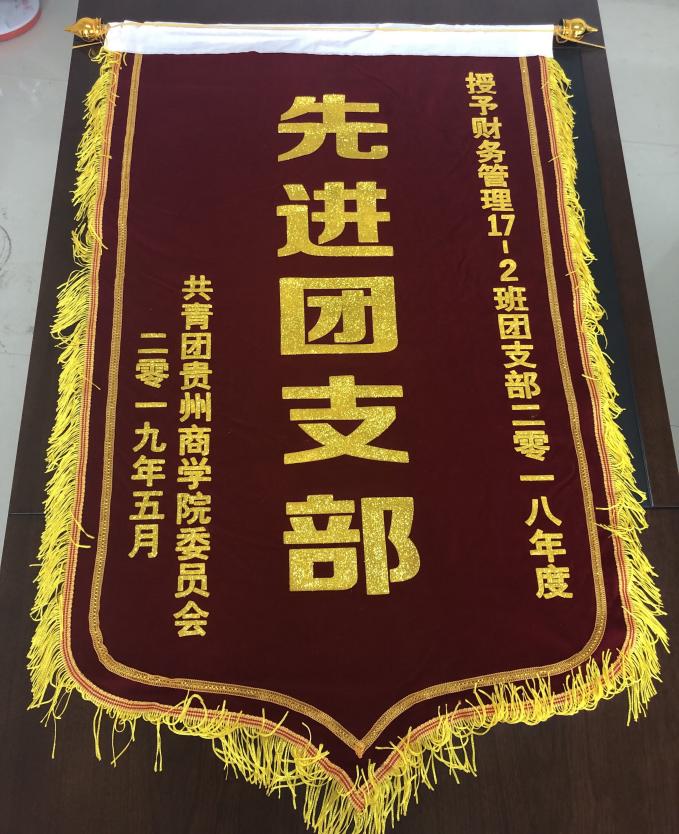 授予财务管理17-2班团支部二零一八年度
先进团支部
共青团贵州商学院委员会
二零一九年五月